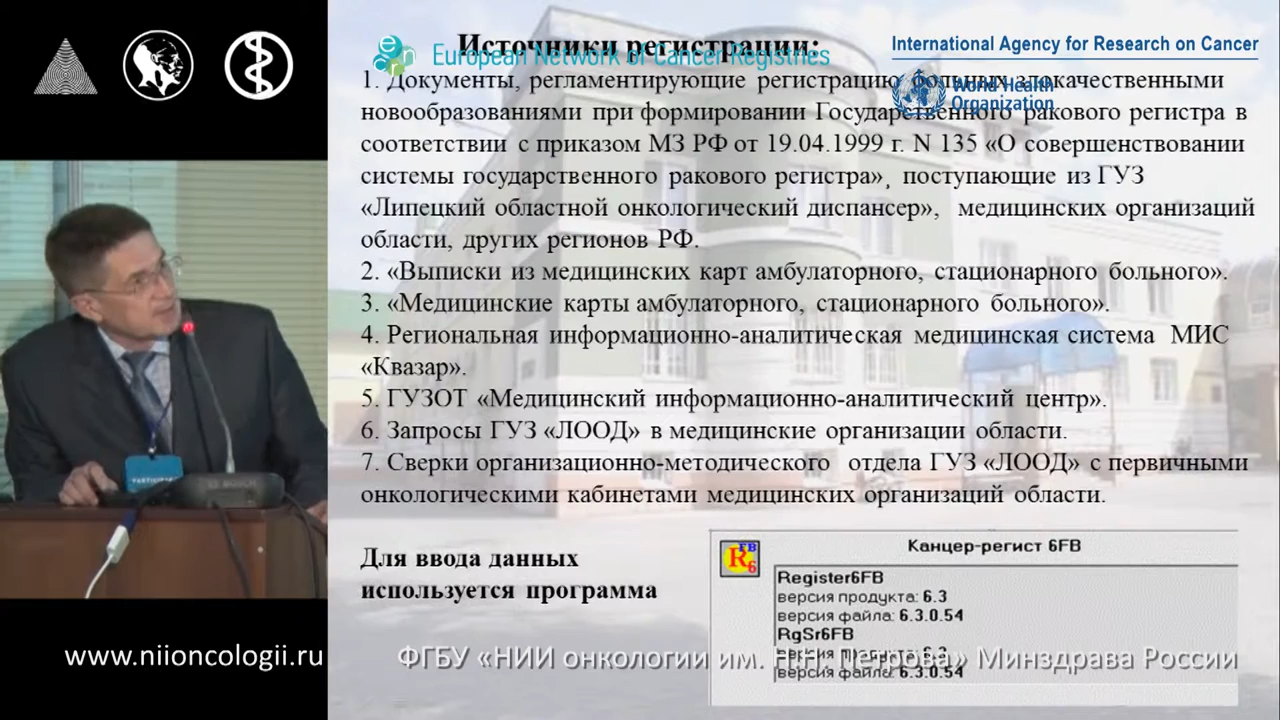 Источники регистрации:
European Network of Cancer Registries
International Agency for Research on Cancer
World Health
Organization
1. Документы, регламентирующие регистрацию больных злокачественными
новообразованиями при формировании Государственного ракового регистра в
соответствии с приказом МЗ РФ от 19.04.1999 г. N 135 «О совершенствовании
системы государственного ракового регистра», поступающие из ГУЗ
«Липецкий областной онкологический диспансер», медицинских организаций
области, других регионов РФ.
2. «Выписки из медицинских карт амбулаторного, стационарного больного».
3. «Медицинские карты амбулаторного, стационарного больного».
4. Региональная информационно-аналитическая медицинская система МИС
«Квазар».
5. ГУЗОТ «Медицинский информационно-аналитический центр».
6. Запросы ГУЗ «ЛООД» в медицинские организации области.
7. Сверки организационно-методического отдела ГУЗ «ЛООД» с первичными
онкологическими кабинетами медицинских организаций области.
Для ввода данных
используется программа
R FB 6
Канцер-регист 6FB
Register6FB
версия продукта: 6.3
версия файла: 6.3.0.54
RgSr6FB
версия продукта: 6.3
версия файла: 6.3.0.54
www.niioncologii.ru
ФГБУ «НИИ онкологии им. Н.Н. Петрова» Минздрава России